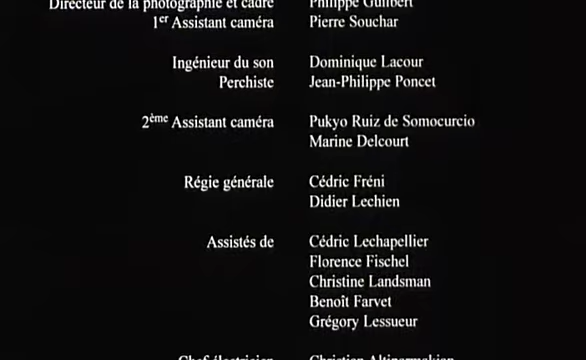 Directeur de la photographie et cadre Philippe Guilbert
1er Assistant caméra Pierre Souchar
Ingénieur du son Dominique Lacour
Perchiste Jean-Philippe Poncet
2ème Assistant caméra Pukyo Ruiz de Somocurcio
Marine Delcourt
Régie générale Cédric Fréni
Didier Lechien
Assistés de Cédric Lechapellier
Florence Fischel
Christine Landsman
Benoît Farvet
Grégory Lessueur
Chef électricien Christian Altinarmakian